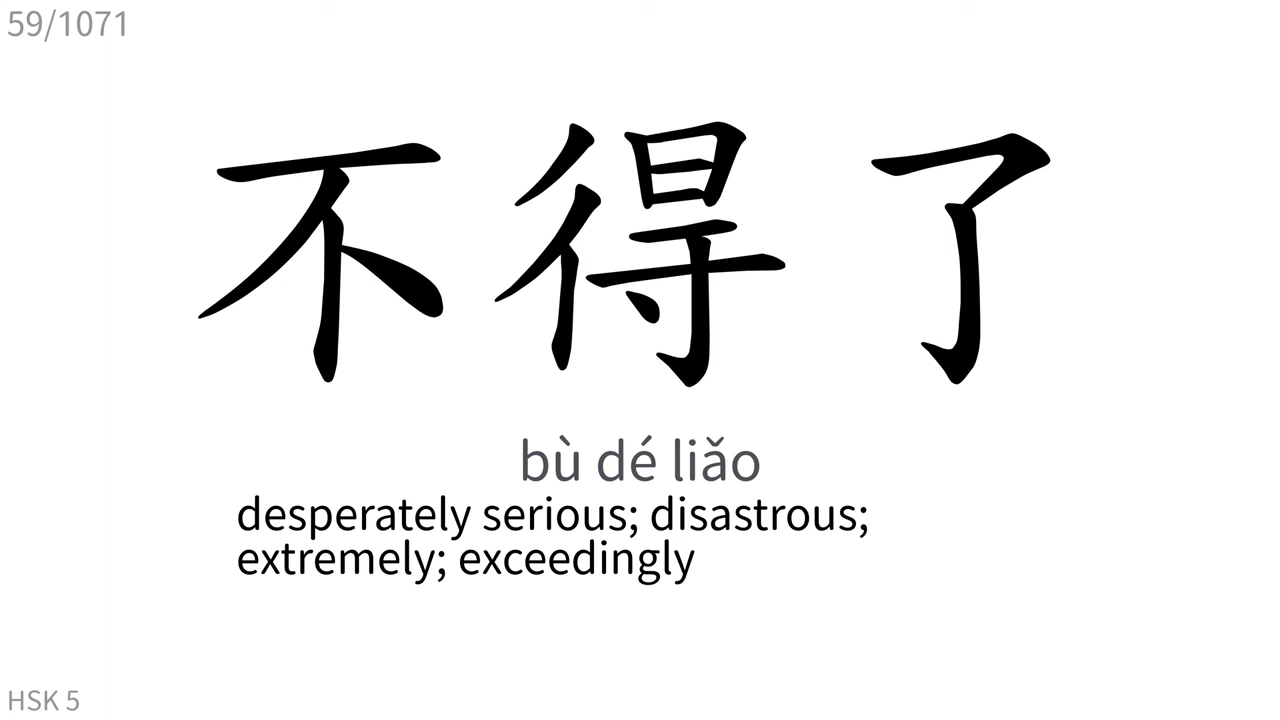 59/1071
不得了
bù dé liǎo
desperately serious; disastrous;
extremely; exceedingly
HSK 5